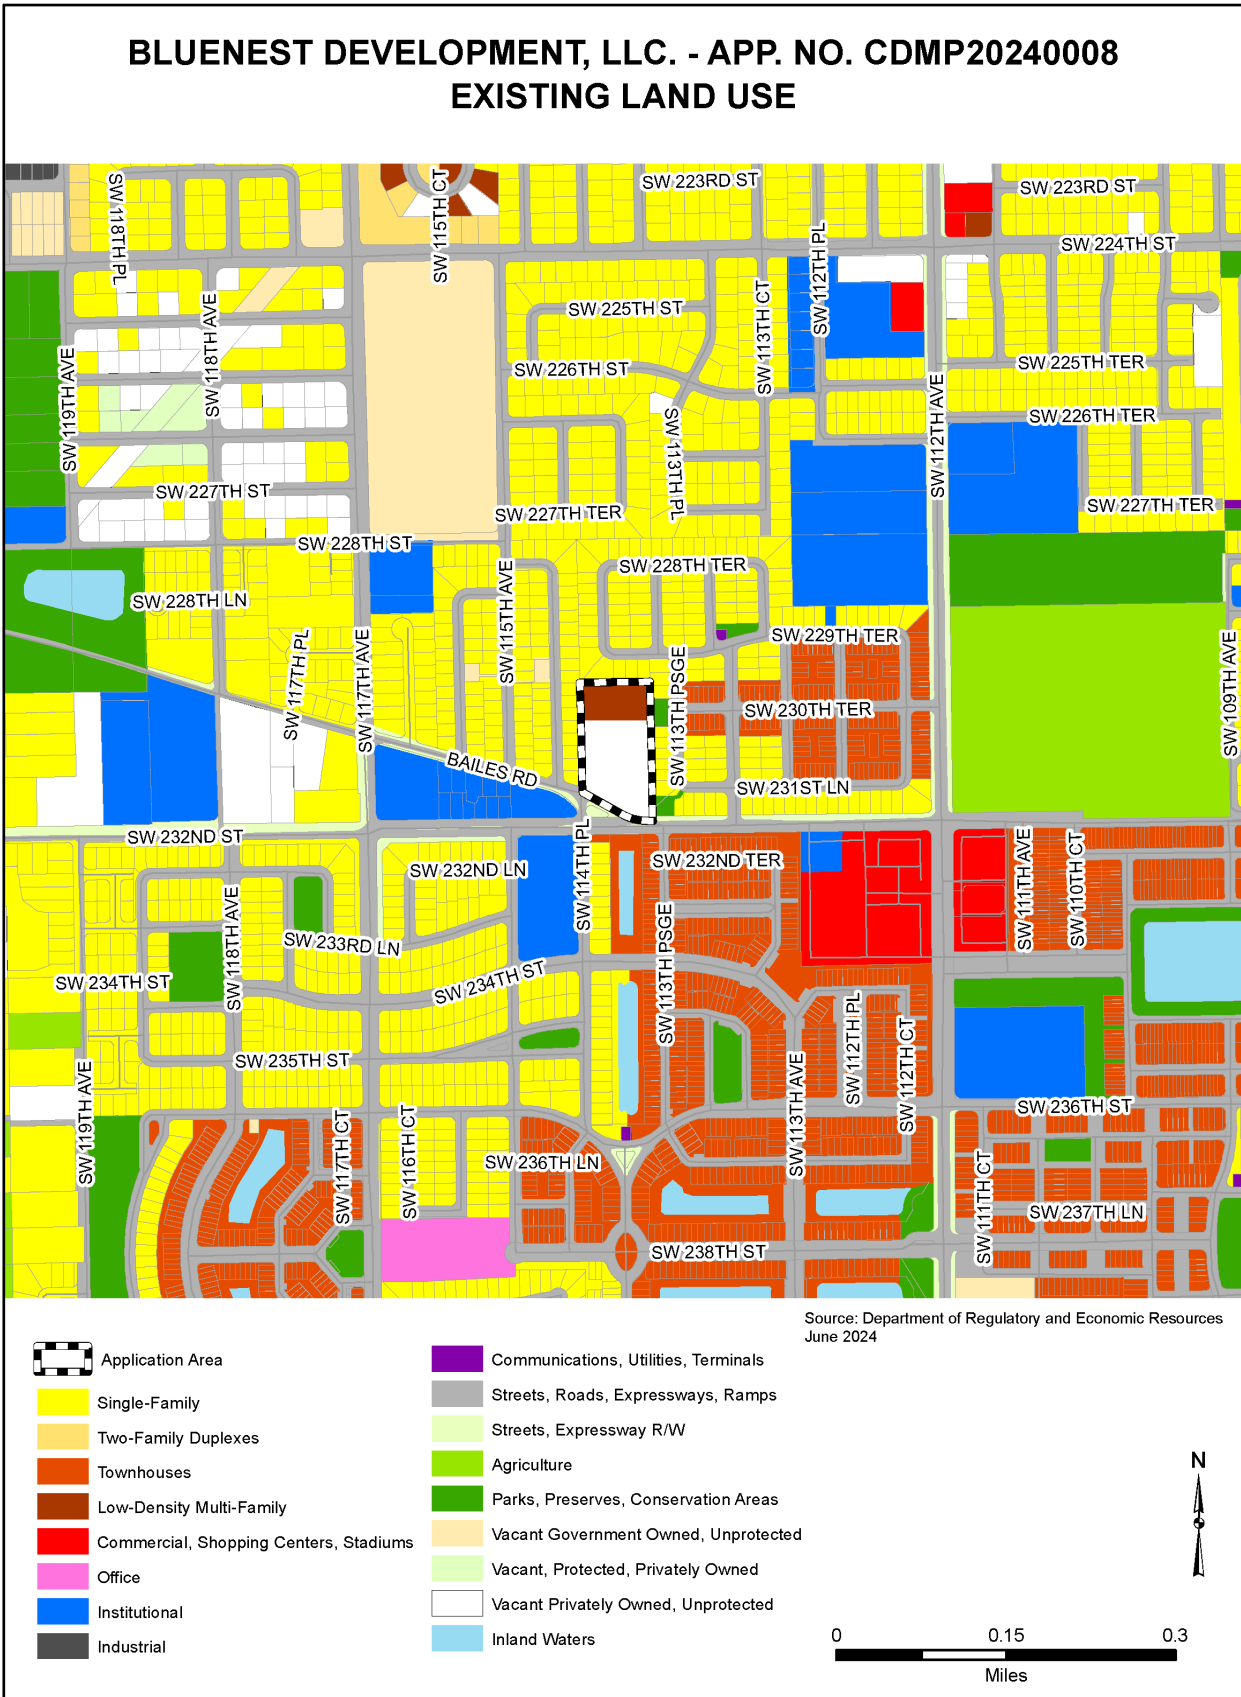 BLUENEST DEVELOPMENT, LLC. - APP. NO. CDMP20240008
EXISTING LAND USE
SW 223RD ST
SW 223RD ST
SW 118TH PL
SW 115TH CT
SW 112TH PL
SW 224TH ST
SW 118TH AVE
SW 225TH ST
SW 113TH CT
SW 119TH AVE
SW 226TH ST
SW 225TH TER
SW 112TH AVE
SW 226TH TER
SW 113TH PL
SW 227TH ST
SW 227TH TER
SW 227TH TER
SW 228TH ST
SW 228TH TER
SW 115TH AVE
SW 228TH LN
SW 229TH TER
SW 117TH PL
SW 117TH AVE
SW 113TH PSGE
SW 109TH AVE
SW 230TH TER
BAILES RD
SW 231ST LN
SW 232ND ST
SW 114TH PL
SW 232ND LN
SW 232ND TER
SW 111TH AVE
SW 110TH CT
SW 118TH AVE
SW 233RD LN
SW 113TH PSGE
SW 234TH ST
SW 234TH ST
SW 235TH ST
SW 112TH PL
SW 112TH CT
SW 113TH AVE
SW 119TH AVE
SW 236TH ST
SW 117TH CT
SW 116TH CT
SW 236TH LN
SW 111TH CT
SW 237TH LN
SW 238TH ST
Source: Department of Regulatory and Economic Resources
June 2024
Application Area
Single-Family
Two-Family Duplexes
Townhouses
Low-Density Multi-Family
Commercial, Shopping Centers, Stadiums
Office
Institutional
Industrial
Communications, Utilities, Terminals
Streets, Roads, Expressways, Ramps
Streets, Expressway R/W
Agriculture
Parks, Preserves, Conservation Areas
Vacant Government Owned, Unprotected
Vacant, Protected, Privately Owned
Vacant Privately Owned, Unprotected
Inland Waters
N
0 0.15 0.3
Miles